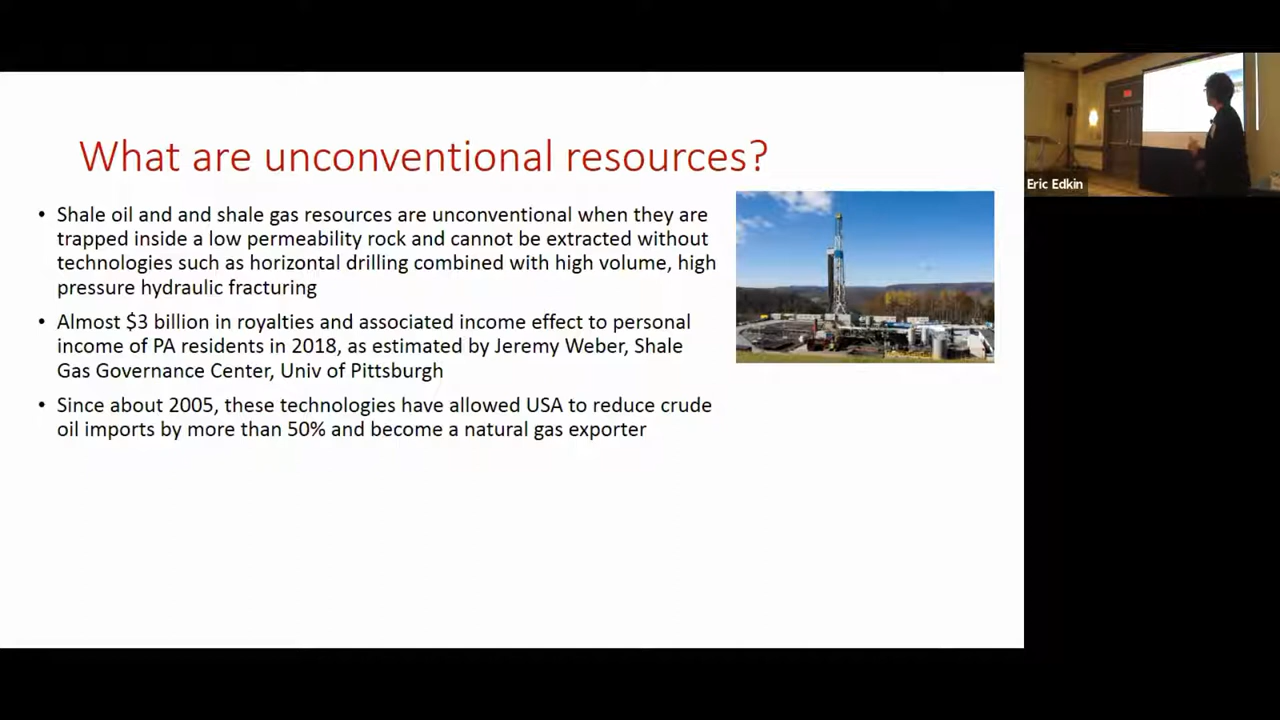 What are unconventional resources?
• Shale oil and and shale gas resources are unconventional when they are
trapped inside a low permeability rock and cannot be extracted without
technologies such as horizontal drilling combined with high volume, high
pressure hydraulic fracturing
• Almost $3 billion in royalties and associated income effect to personal
income of PA residents in 2018, as estimated by Jeremy Weber, Shale
Gas Governance Center, Univ of Pittsburgh
• Since about 2005, these technologies have allowed USA to reduce crude
oil imports by more than 50% and become a natural gas exporter
Eric Edkin